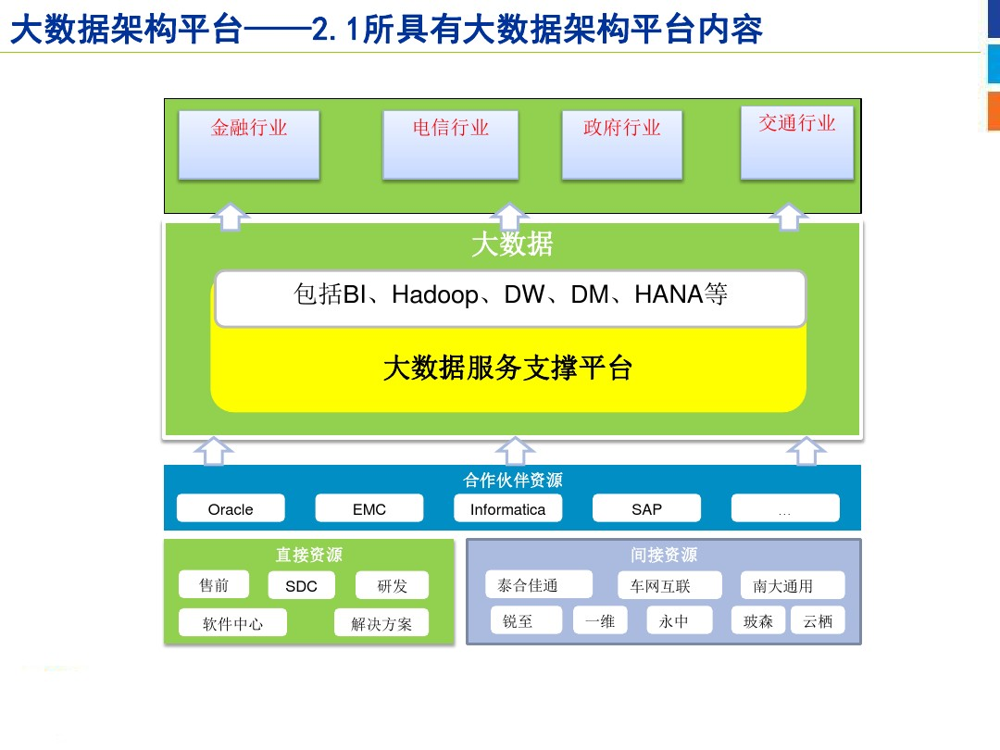 大数据架构平台——2.1所具有大数据架构平台内容
金融行业
电信行业
政府行业
交通行业
大数据
包括BI、Hadoop、DW、DM、HANA等
大数据服务支撑平台
合作伙伴资源
Oracle
EMC
Informatica
SAP
...
直接资源
售前
SDC
研发
软件中心
解决方案
间接资源
泰合佳通
车网互联
南大通用
锐至
一维
永中
玻森
云栖